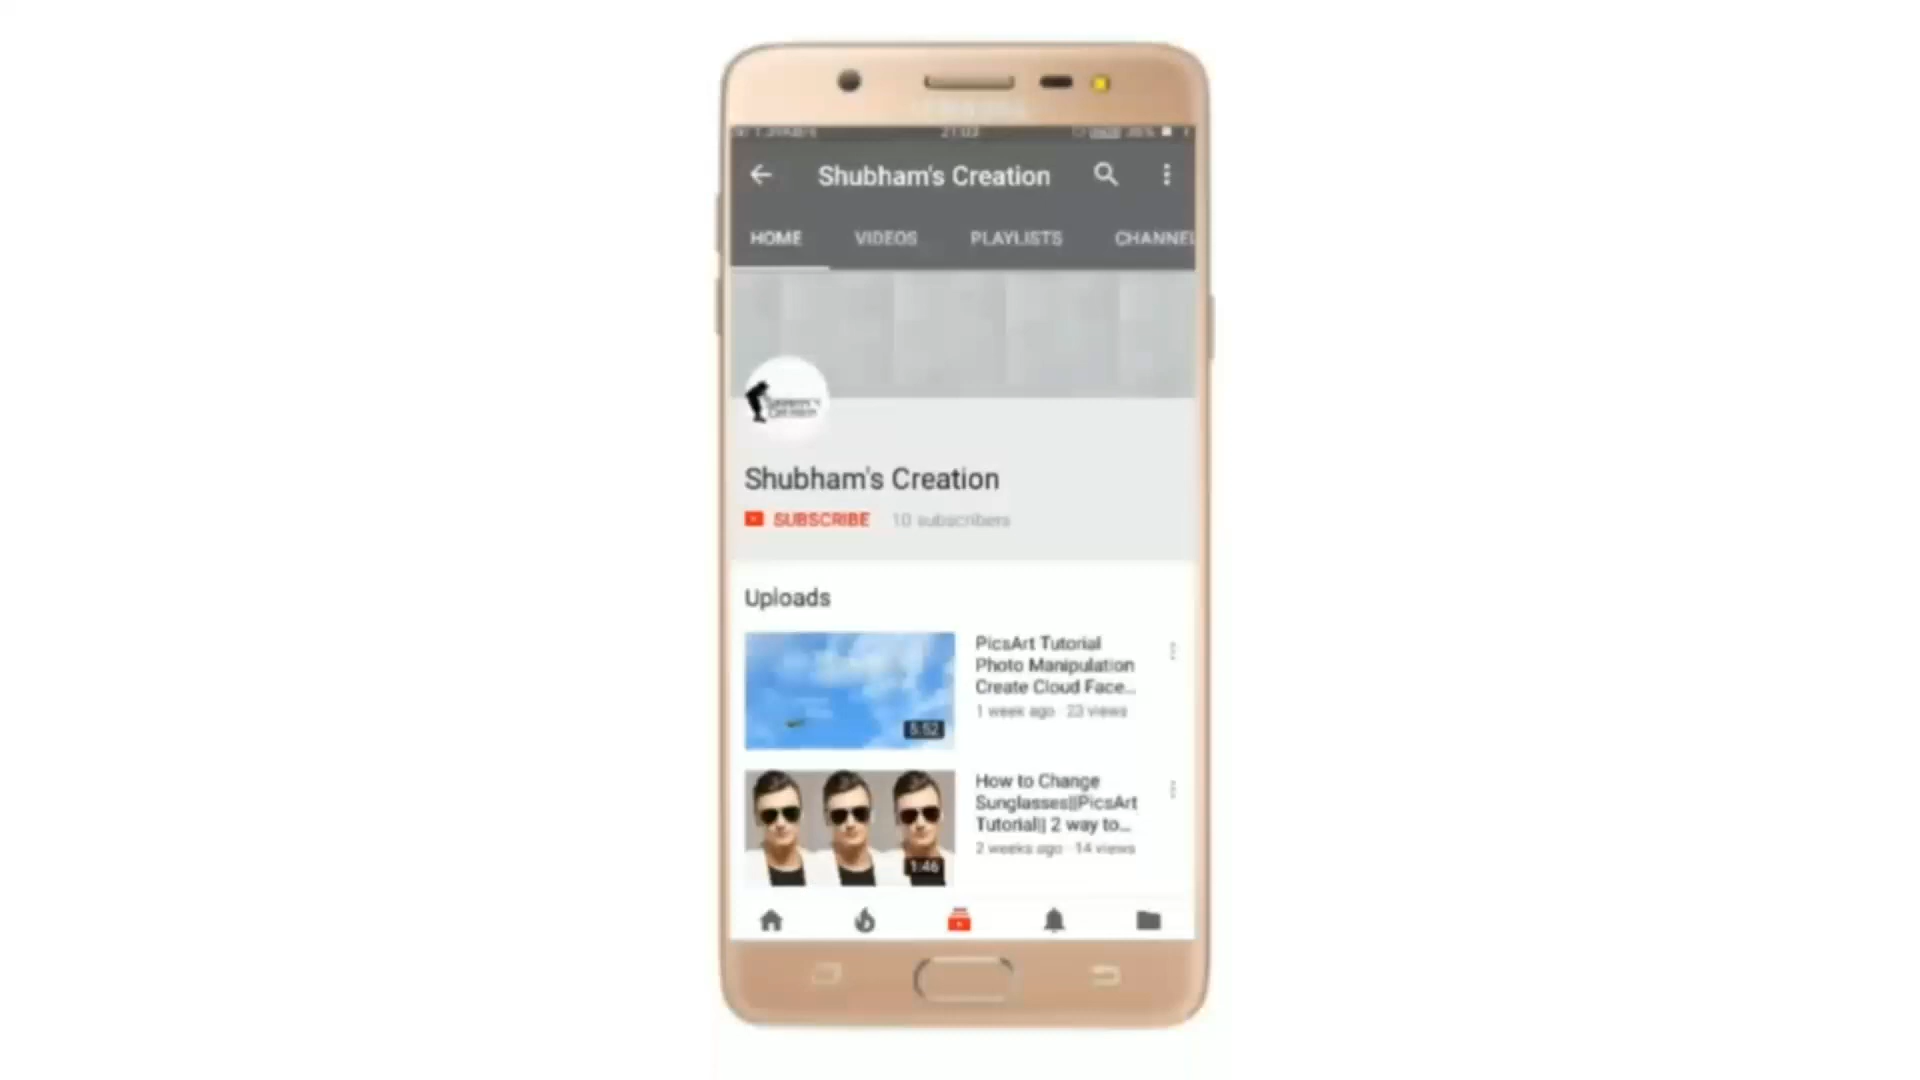 21:03
Shubham's Creation
HOME VIDEOS PLAYLISTS CHANNEL
Shubham's Creation
SUBSCRIBE 10 subscribers
Uploads
PicsArt Tutorial
Photo Manipulation
Create Cloud Face...
1 week ago · 23 views
5:52
How to Change
Sunglasses||PicsArt
Tutorial|| 2 way to...
2 weeks ago · 14 views
1:46